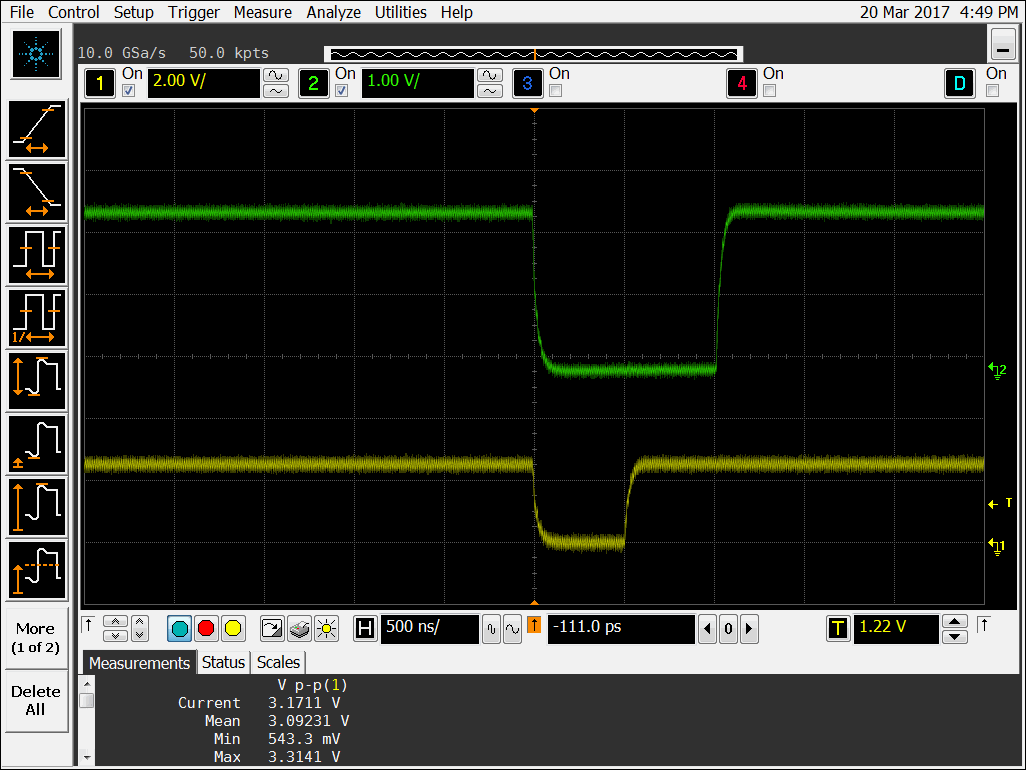 File Control Setup Trigger Measure Analyze Utilities Help 20 Mar 2017 4:49 PM
10.0 GSa/s 50.0 kpts
1 On 2.00 V/ 2 On 1.00 V/ 3 On 4 On D On
1/
2
T
1
More
(1 of 2)
Delete
All
H 500 ns/ -111.0 ps 0 T 1.22 V
Measurements Status Scales
V p-p(1)
Current 3.1711 V
Mean 3.09231 V
Min 543.3 mV
Max 3.3141 V